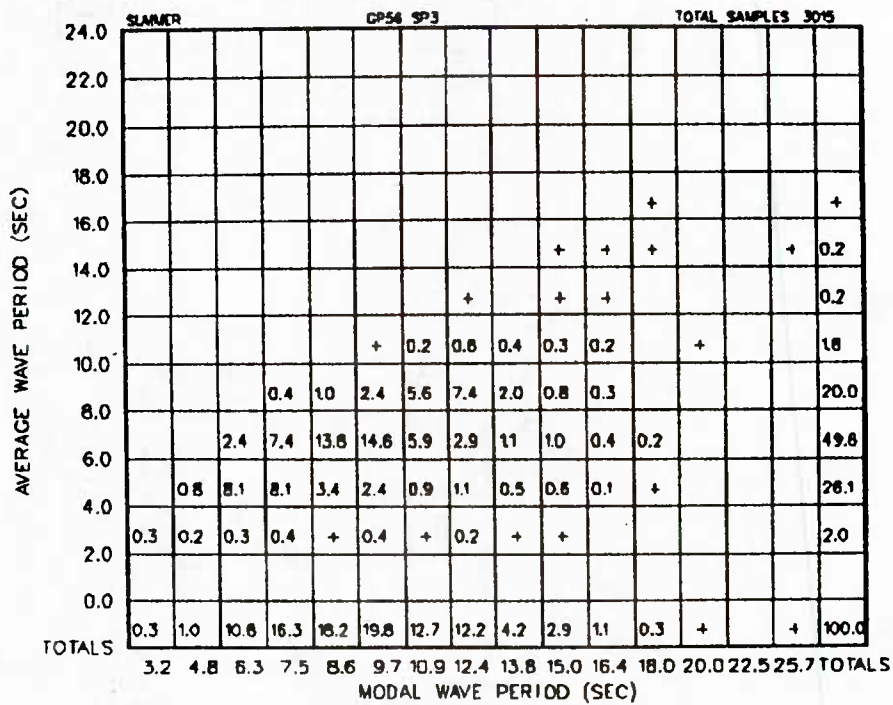 SUMMER GP56 SP3 TOTAL SAMPLES 3015
24.0
22.0
20.0
18.0
+ +
16.0
+ + + + 0.2
14.0
+ + + 0.2
12.0
+ 0.2 0.6 0.4 0.3 0.2 + 1.8
10.0
0.4 1.0 2.4 5.6 7.4 2.0 0.8 0.3 20.0
8.0
2.4 7.4 13.8 14.6 5.9 2.9 1.1 1.0 0.4 0.2 49.8
6.0
0.8 8.1 8.1 3.4 2.4 0.9 1.1 0.5 0.6 0.1 + 26.1
4.0
0.3 0.2 0.3 0.4 + 0.4 + 0.2 + + 2.0
2.0
0.0
0.3 1.0 10.8 16.3 18.2 19.8 12.7 12.2 4.2 2.9 1.1 0.3 + + 100.0
TOTALS
3.2 4.8 6.3 7.5 8.6 9.7 10.9 12.4 13.8 15.0 16.4 18.0 20.0 22.5 25.7 TOTALS
MODAL WAVE PERIOD (SEC)
AVERAGE WAVE PERIOD (SEC)